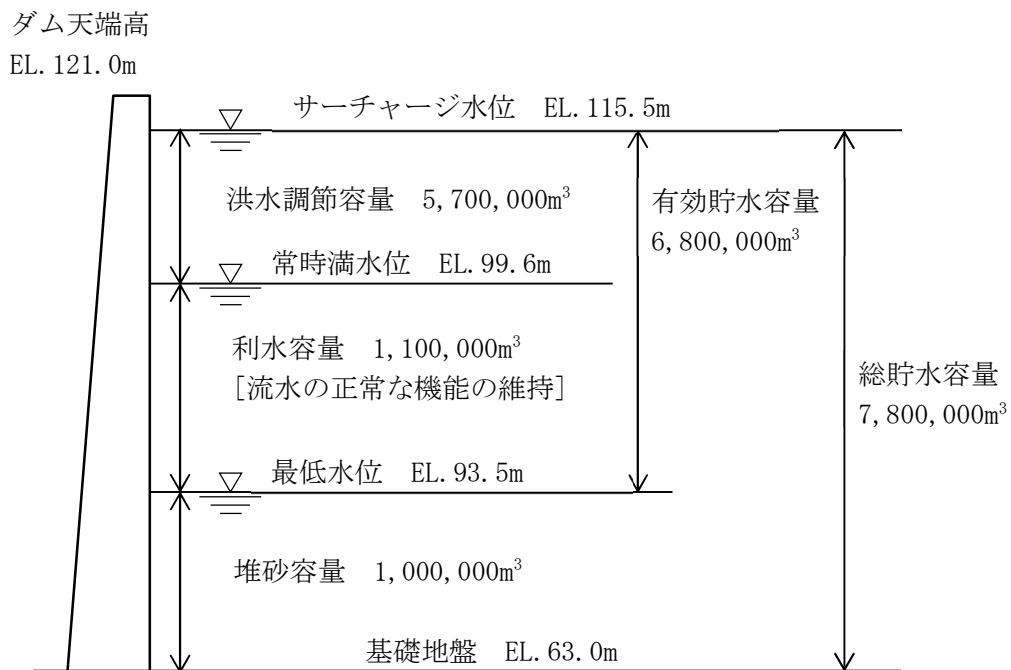 ダム天端高
EL.121.0m
サーチャージ水位 EL.115.5m
洪水調節容量 5,700,000m³
有効貯水容量
6,800,000m³
常時満水位 EL.99.6m
利水容量 1,100,000m³
[流水の正常な機能の維持]
総貯水容量
7,800,000m³
最低水位 EL.93.5m
堆砂容量 1,000,000m³
基礎地盤 EL.63.0m